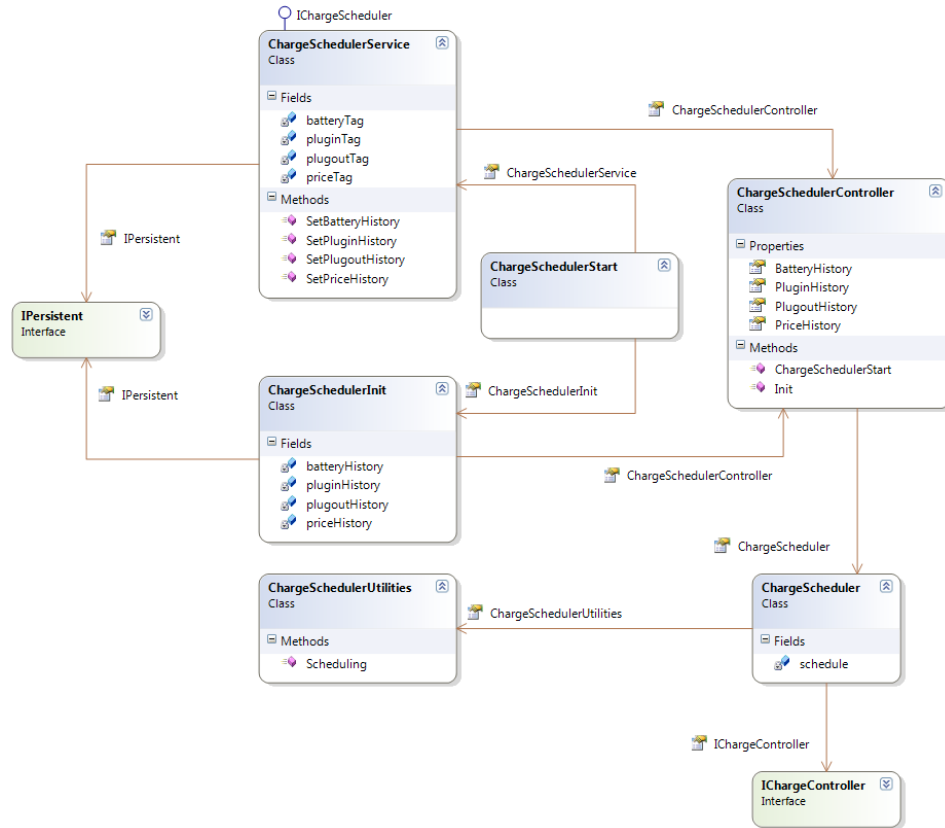 IChargeScheduler
ChargeSchedulerService
Class
Fields
batteryTag
pluginTag
plugoutTag
priceTag
Methods
SetBatteryHistory
SetPluginHistory
SetPlugoutHistory
SetPriceHistory
ChargeSchedulerController
ChargeSchedulerService
ChargeSchedulerController
Class
Properties
BatteryHistory
PluginHistory
PlugoutHistory
PriceHistory
Methods
ChargeSchedulerStart
Init
IPersistent
ChargeSchedulerStart
Class
IPersistent
Interface
IPersistent
ChargeSchedulerInit
Class
Fields
batteryHistory
pluginHistory
plugoutHistory
priceHistory
ChargeSchedulerInit
ChargeSchedulerController
ChargeScheduler
ChargeSchedulerUtilities
Class
Methods
Scheduling
ChargeSchedulerUtilities
ChargeScheduler
Class
Fields
schedule
IChargeController
IChargeController
Interface